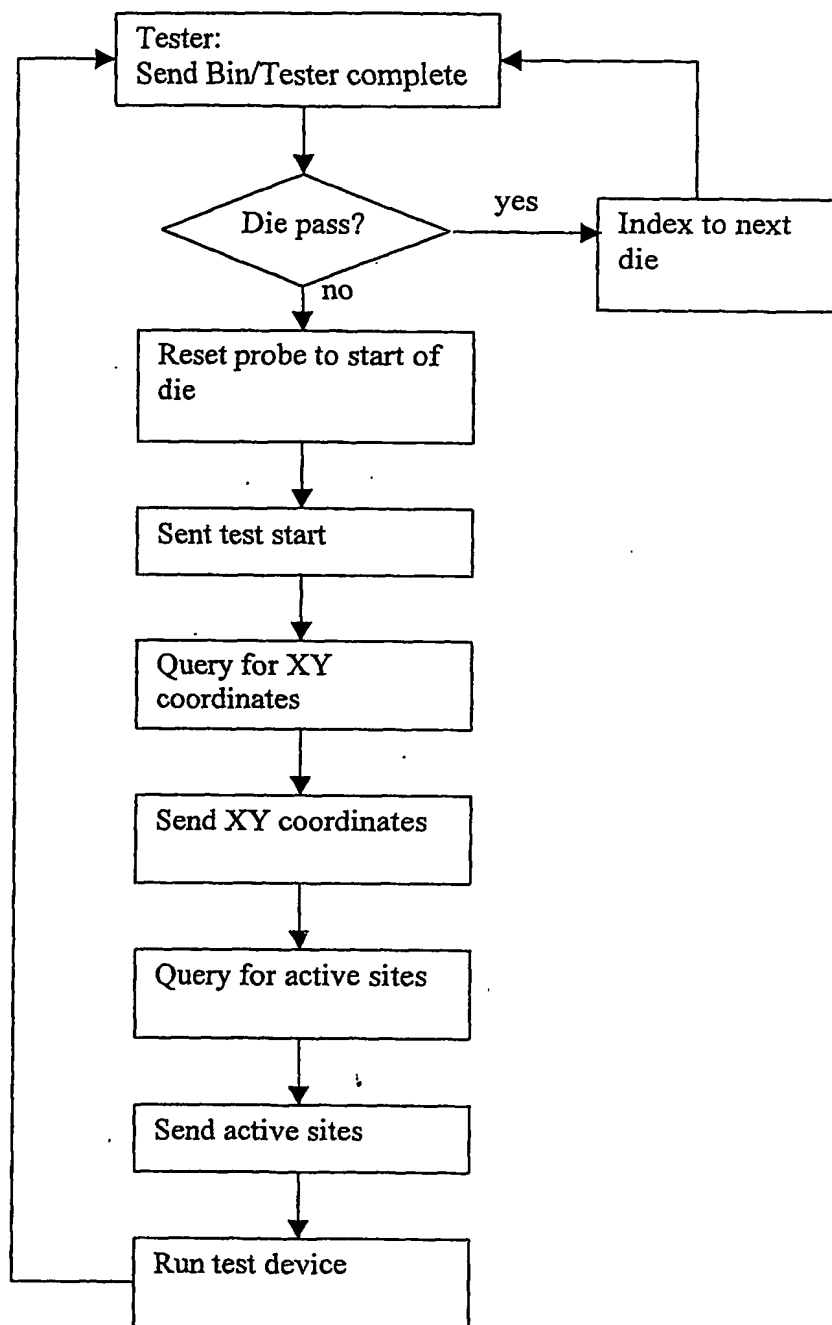 Tester:
Send Bin/Tester complete
Die pass?
yes
Index to next
die
no
Reset probe to start of
die
Sent test start
Query for XY
coordinates
Send XY coordinates
Query for active sites
Send active sites
Run test device